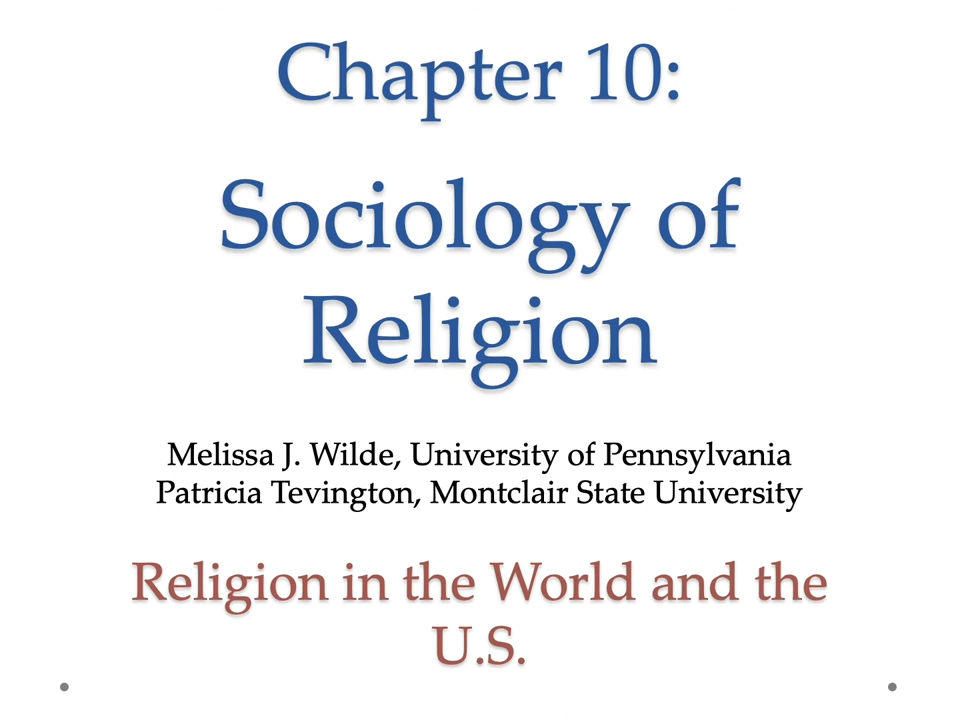 Chapter 10:
Sociology of
Religion
Melissa J. Wilde, University of Pennsylvania
Patricia Tevington, Montclair State University
Religion in the World and the
U.S.